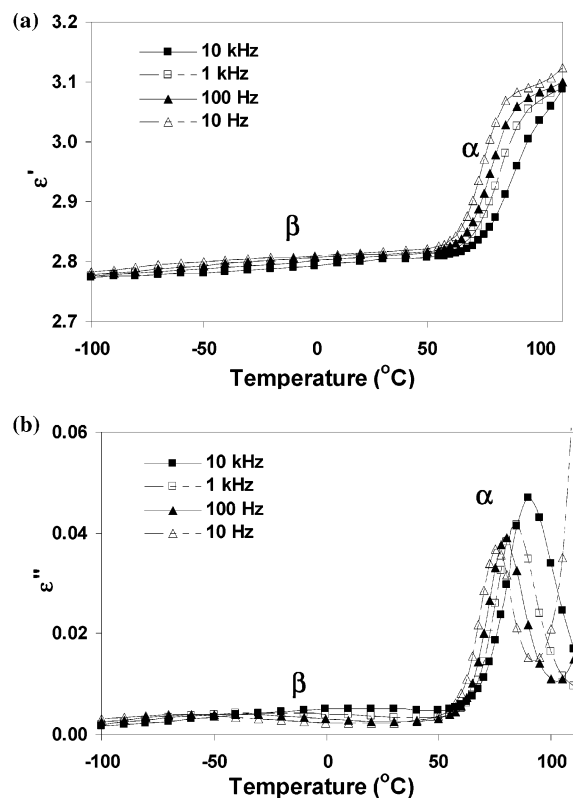 (a)
3.2
10 kHz
1 kHz
100 Hz
10 Hz
3.1
3.0
α
ε'
2.9
β
2.8
2.7
-100 -50 0 50 100
Temperature (°C)
(b)
0.06
10 kHz
1 kHz
100 Hz
10 Hz
α
0.04
ε"
0.02
β
0.00
-100 -50 0 50 100
Temperature (°C)